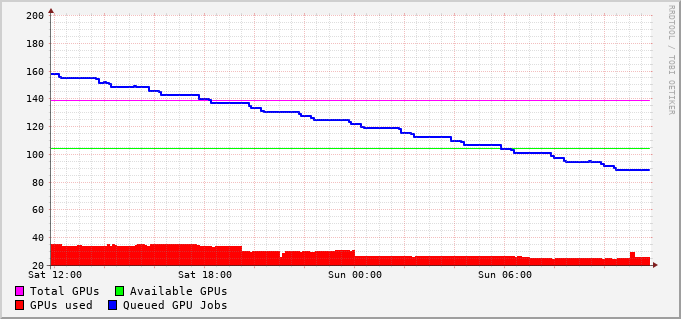 RRDTOOL / TOBI OETIKER
200
180
160
140
120
100
80
60
40
20
Sat 12:00 Sat 18:00 Sun 00:00 Sun 06:00
Total GPUs Available GPUs
GPUs used Queued GPU Jobs